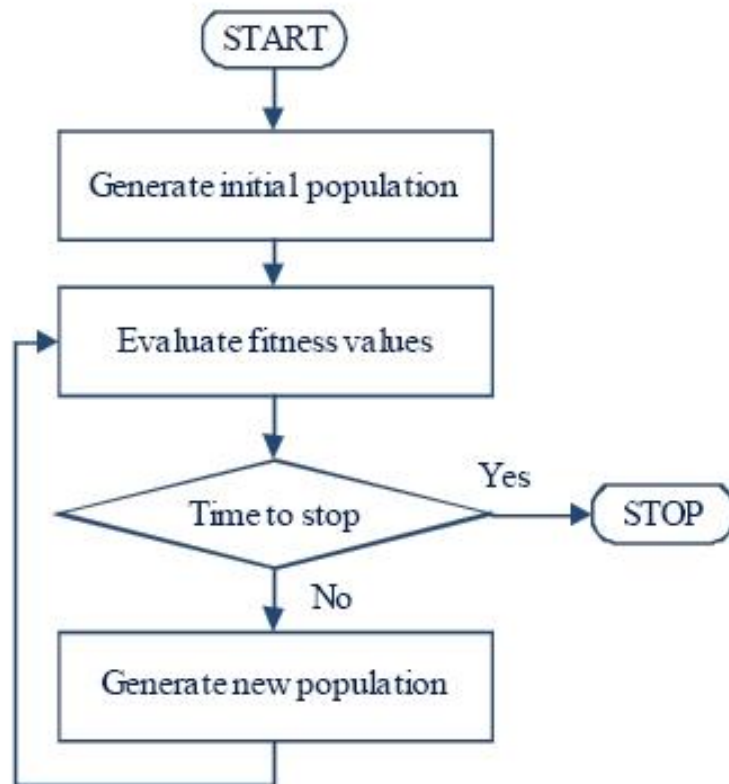 START
Generate initial population
Evaluate fitness values
Time to stop
Yes
STOP
No
Generate new population